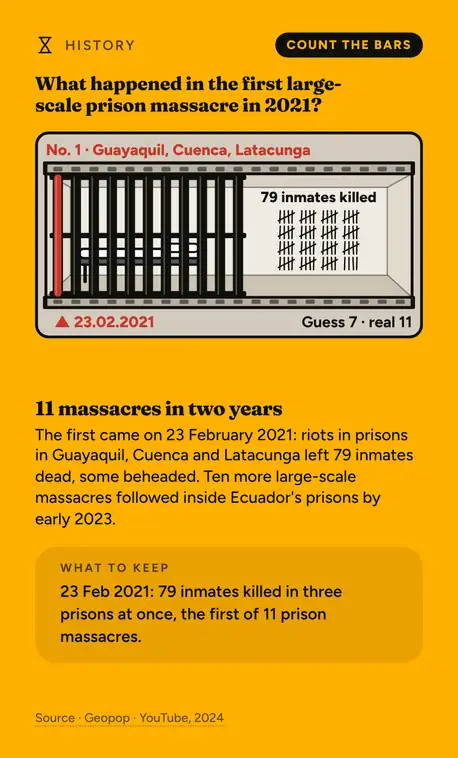 HISTORY
COUNT THE BARS
What happened in the first large-
scale prison massacre in 2021?
No. 1 · Guayaquil, Cuenca, Latacunga
79 inmates killed
▲ 23.02.2021
Guess 7 · real 11
11 massacres in two years
The first came on 23 February 2021: riots in prisons
in Guayaquil, Cuenca and Latacunga left 79 inmates
dead, some beheaded. Ten more large-scale
massacres followed inside Ecuador's prisons by
early 2023.
WHAT TO KEEP
23 Feb 2021: 79 inmates killed in three
prisons at once, the first of 11 prison
massacres.
Source · Geopop · YouTube, 2024